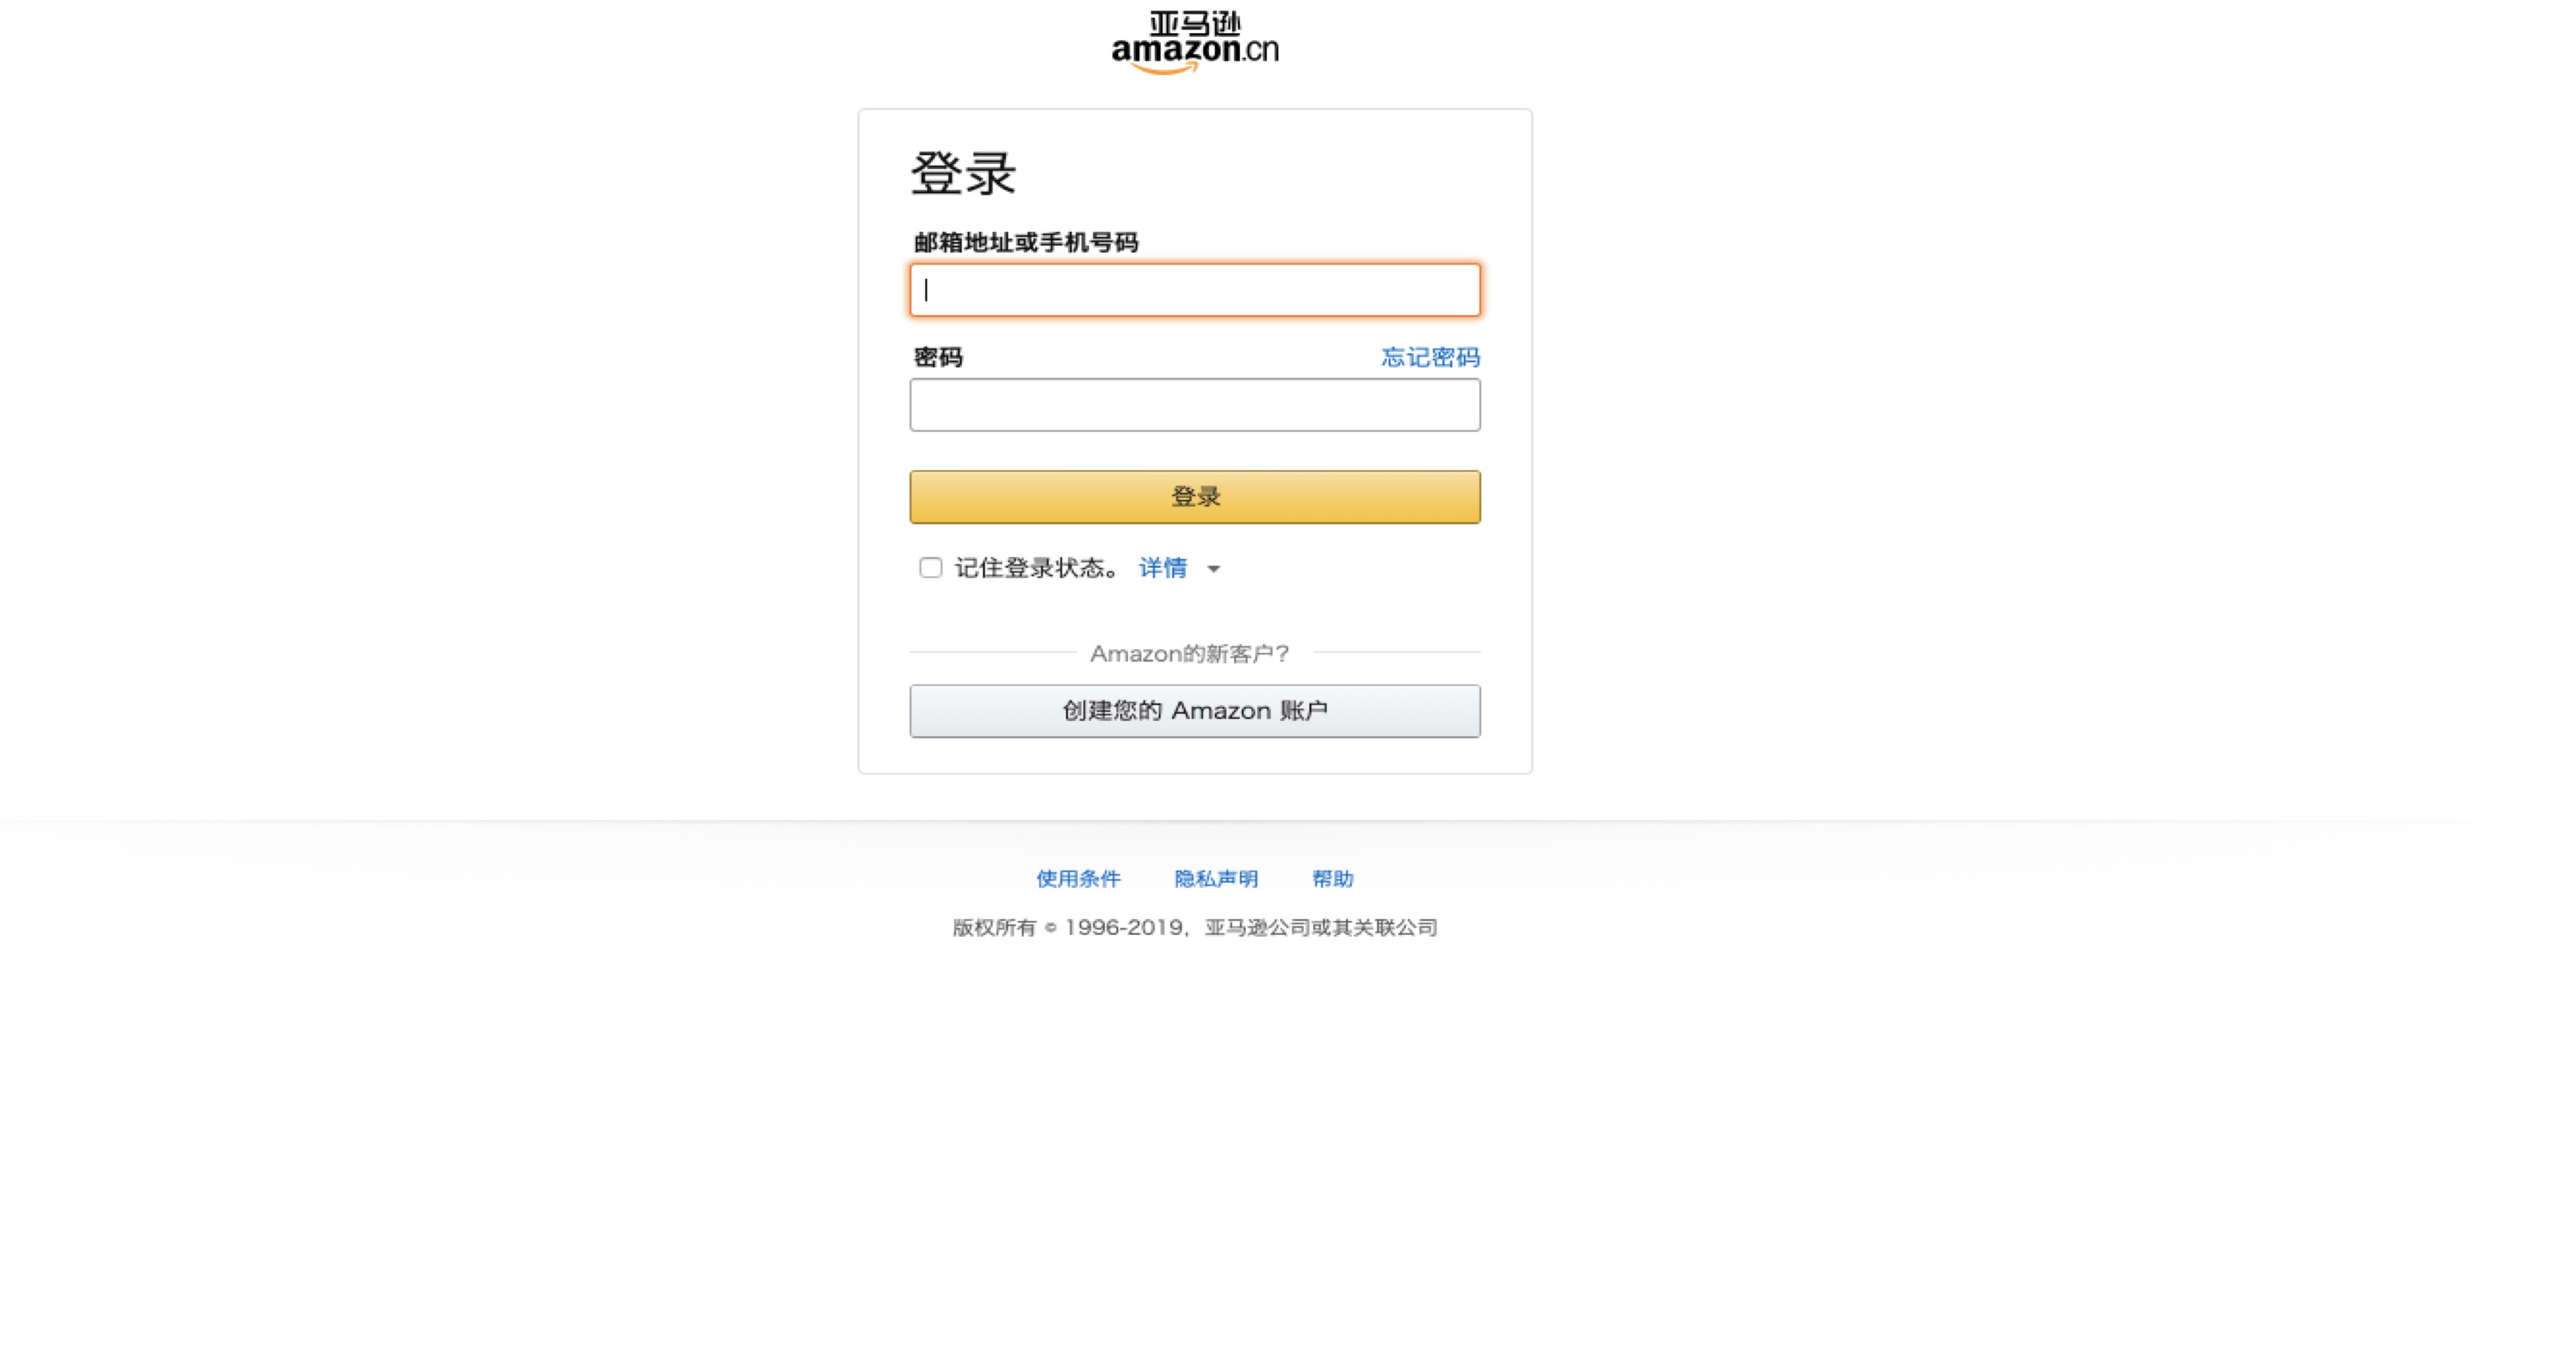 亚马逊
amazon.cn
登录
邮箱地址或手机号码
密码 忘记密码
登录
记住登录状态。 详情
Amazon的新客户?
创建您的 Amazon 账户
使用条件 隐私声明 帮助
版权所有 © 1996-2019，亚马逊公司或其关联公司